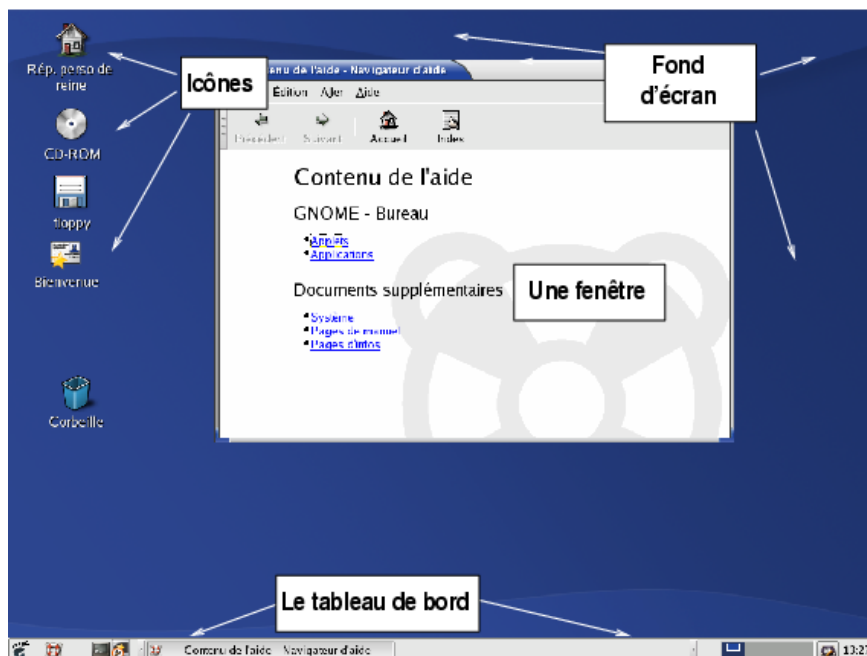 Rép. perso de
reine
CD-ROM
floppy
Bienvenue
Corbeille
Icônes
Fond
d'écran
enu de l'aide - Navigateur d'aide
Édition Aller Aide
Précédent Suivant Accueil Index
Contenu de l'aide
GNOME - Bureau
Applets
Applications
Documents supplémentaires
Système
Pages de manuel
Pages d'infos
Une fenêtre
Le tableau de bord
Contenu de l'aide - Navigateur d'aide